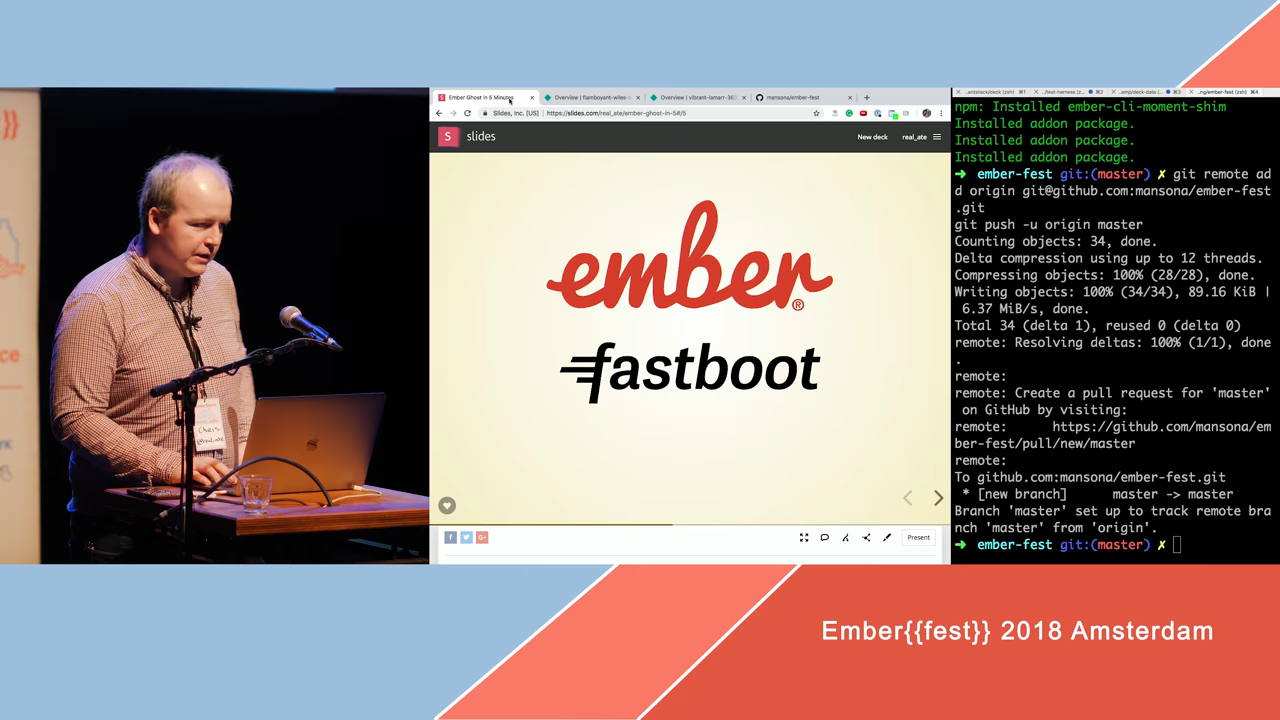 Ember Ghost in 5 Minutes
Overview | flamboyant-wiles-
Overview | vibrant-lamarr-3
mansona/ember-fest
Slides, Inc. [US]
https://slides.com/real_ate/ember-ghost-in-5#/5
S
slides
New deck
real_ate
ember®
fastboot
Present
npm: Installed ember-cli-moment-shim
Installed addon package.
Installed addon package.
Installed addon package.
➜ ember-fest git:(master) ✗ git remote ad
d origin git@github.com:mansona/ember-fest
.git
git push -u origin master
Counting objects: 34, done.
Delta compression using up to 12 threads.
Compressing objects: 100% (28/28), done.
Writing objects: 100% (34/34), 89.16 KiB |
6.37 MiB/s, done.
Total 34 (delta 1), reused 0 (delta 0)
remote: Resolving deltas: 100% (1/1), done
.
remote:
remote: Create a pull request for 'master'
on GitHub by visiting:
remote: https://github.com/mansona/em
ber-fest/pull/new/master
remote:
To github.com:mansona/ember-fest.git
* [new branch] master -> master
Branch 'master' set up to track remote bra
nch 'master' from 'origin'.
➜ ember-fest git:(master) ✗
Chris
Ember{{fest}} 2018 Amsterdam